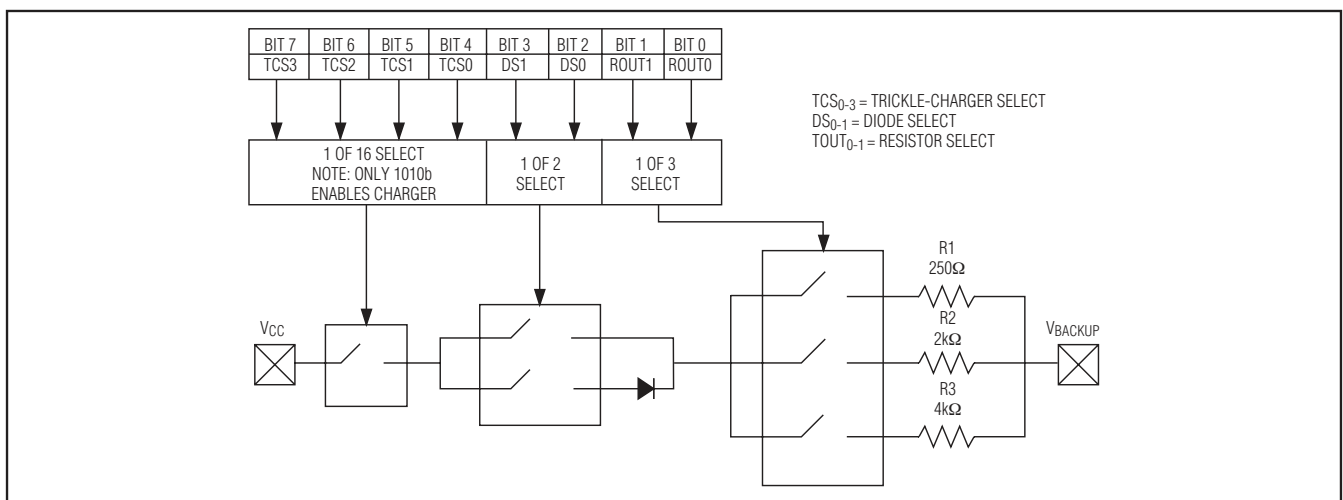 BIT 7 BIT 6 BIT 5 BIT 4 BIT 3 BIT 2 BIT 1 BIT 0
TCS3 TCS2 TCS1 TCS0 DS1 DS0 ROUT1 ROUT0
TCS0-3 = TRICKLE-CHARGER SELECT
DS0-1 = DIODE SELECT
TOUT0-1 = RESISTOR SELECT
1 OF 16 SELECT
NOTE: ONLY 1010b
ENABLES CHARGER
1 OF 2
SELECT
1 OF 3
SELECT
R1
250Ω
R2
2kΩ
R3
4kΩ
VCC
VBACKUP